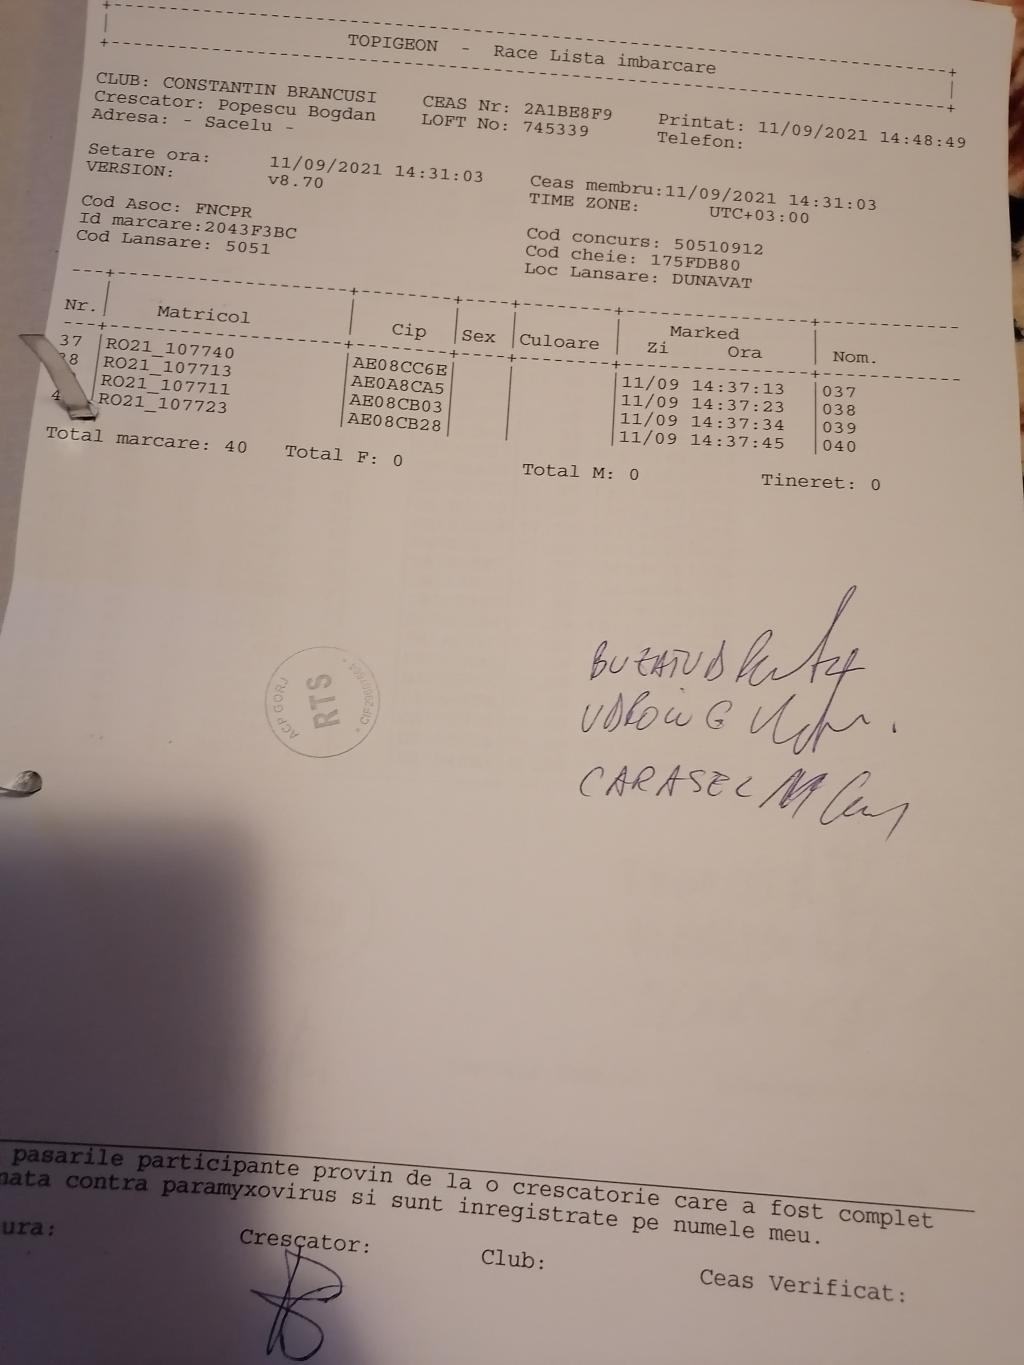 TOPIGEON - Race Lista imbarcare
CLUB: CONSTANTIN BRANCUSI
Crescator: Popescu Bogdan CEAS Nr: 2A1BE8F9 Printat: 11/09/2021 14:48:49
Adresa: - Sacelu - LOFT No: 745339 Telefon:
Setare ora: 11/09/2021 14:31:03 Ceas membru:11/09/2021 14:31:03
VERSION: v8.70 TIME ZONE: UTC+03:00
Cod Asoc: FNCPR Cod concurs: 50510912
Id marcare:2043F3BC Cod cheie: 175FDB80
Cod Lansare: 5051 Loc Lansare: DUNAVAT
Nr. Matricol Cip Sex Culoare Marked Zi Ora Nom.
37 RO21_107740 AE08CC6E 11/09 14:37:13 037
38 RO21_107713 AE0A8CA5 11/09 14:37:23 038
RO21_107711 AE08CB03 11/09 14:37:34 039
4 RO21_107723 AE08CB28 11/09 14:37:45 040
Total marcare: 40 Total F: 0 Total M: 0 Tineret: 0
BUZATU D
ACP GORJ RTS
CARASEL M
pasarile participante provin de la o crescatorie care a fost complet
nata contra paramyxovirus si sunt inregistrate pe numele meu.
ura: Crescator: Club: Ceas Verificat: